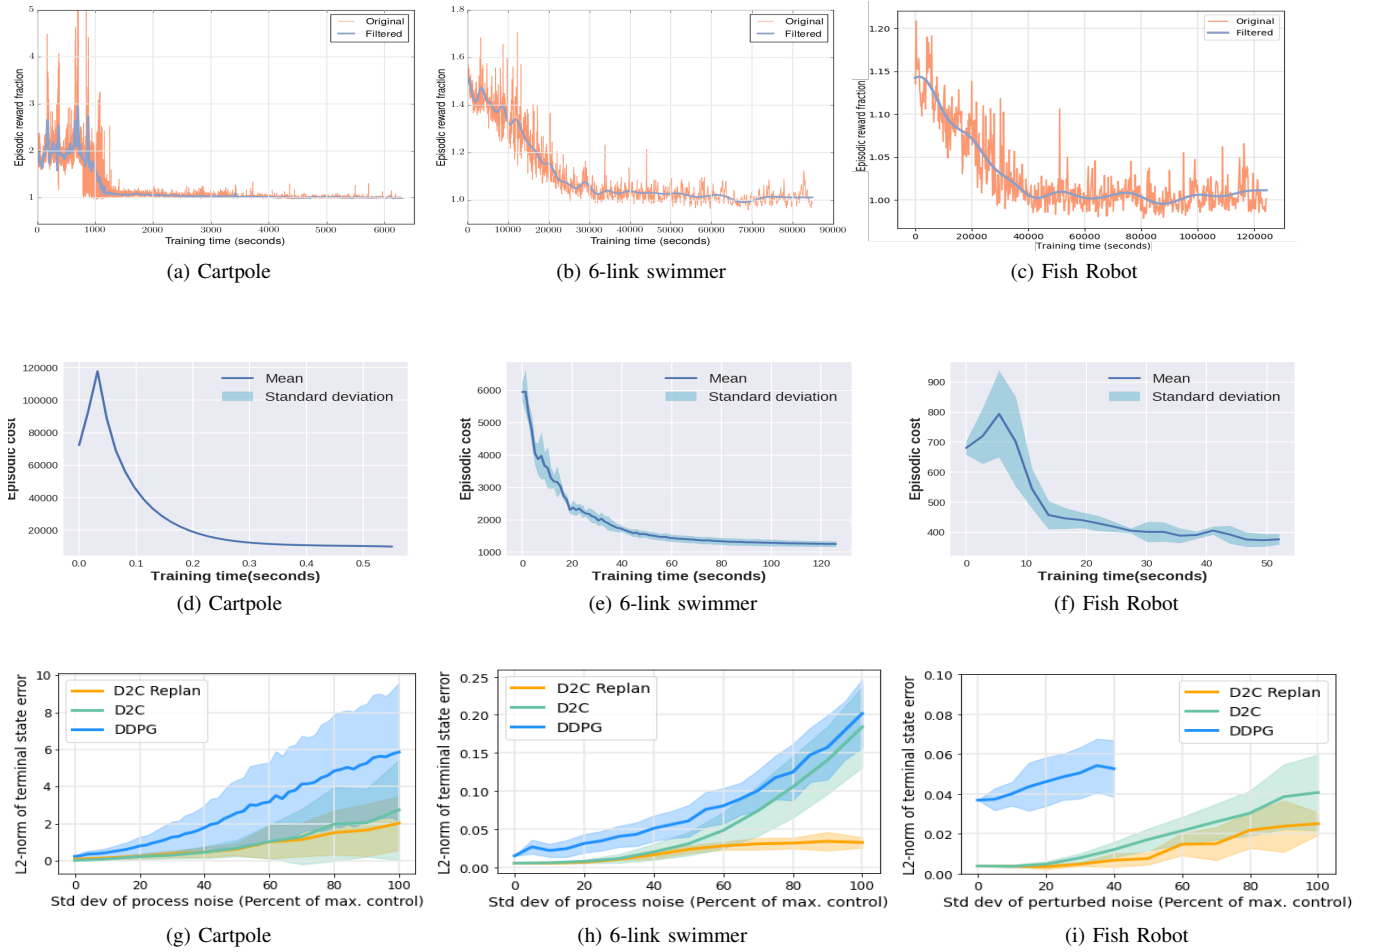 5
4
3
2
1
Episodic reward fraction
Original
Filtered
0 1000 2000 3000 4000 5000 6000
Training time (seconds)
(a) Cartpole
1.8
1.6
1.4
1.2
1.0
Episodic reward fraction
Original
Filtered
0 10000 20000 30000 40000 50000 60000 70000 80000 90000
Training time (seconds)
(b) 6-link swimmer
1.20
1.15
1.10
1.05
1.00
Episodic reward fraction
Original
Filtered
0 20000 40000 60000 80000 100000 120000
Training time (seconds)
(c) Fish Robot
120000
100000
80000
60000
40000
20000
Episodic cost
Mean
Standard deviation
0.0 0.1 0.2 0.3 0.4 0.5
Training time(seconds)
(d) Cartpole
6000
5000
4000
3000
2000
1000
Episodic cost
Mean
Standard deviation
0 20 40 60 80 100 120
Training time (seconds)
(e) 6-link swimmer
900
800
700
600
500
400
Episodic cost
Mean
Standard deviation
0 10 20 30 40 50
Training time(seconds)
(f) Fish Robot
10
8
6
4
2
0
L2-norm of terminal state error
D2C Replan
D2C
DDPG
0 20 40 60 80 100
Std dev of process noise (Percent of max. control)
(g) Cartpole
0.25
0.20
0.15
0.10
0.05
0.00
L2-norm of terminal state error
D2C Replan
D2C
DDPG
0 20 40 60 80 100
Std dev of process noise (Percent of max. control)
(h) 6-link swimmer
0.10
0.08
0.06
0.04
0.02
0.00
L2-norm of terminal state error
D2C Replan
D2C
DDPG
0 20 40 60 80 100
Std dev of perturbed noise (Percent of max. control)
(i) Fish Robot